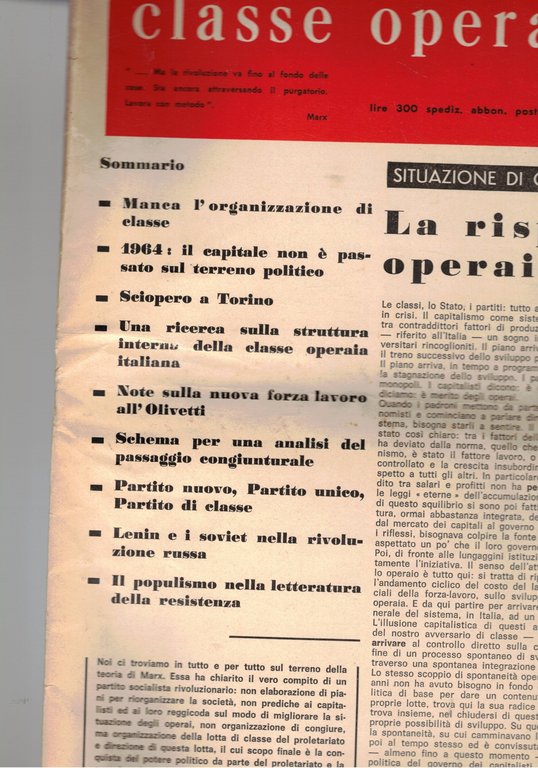 classe opera
" .... Ma la rivoluzione va fino al fondo delle
cose. Sta ancora attraversando il purgatorio.
Lavora con metodo ".
Marx
lire 300 spediz. abbon. post
Sommario
Manca l'organizzazione di
classe
1964: il capitale non è pas-
sato sul terreno politico
Sciopero a Torino
Una ricerca sulla struttura
interna della classe operaia
italiana
Note sulla nuova forza lavoro
all'Olivetti
Schema per una analisi del
passaggio congiunturale
Partito nuovo, Partito unico,
Partito di classe
Lenin e i soviet nella rivolu-
zione russa
Il populismo nella letteratura
della resistenza
Noi ci troviamo in tutto e per tutto sul terreno della
teoria di Marx. Essa ha chiarito il vero compito di un
partito socialista rivoluzionario: non elaborazione di pia-
ni per riorganizzare la società, non prediche ai capita-
listi ed ai loro reggicoda sul modo di migliorare la si-
tuazione degli operai, non organizzazione di congiure,
ma organizzazione della lotta di classe del proletariato
e direzione di questa lotta, il cui scopo finale è la con-
quista del potere politico da parte del proletariato e la
SITUAZIONE DI
La ris
operai
Le classi, lo Stato, i partiti: tutto a
in crisi. Il capitalismo come siste
tra contraddittori fattori di produz
— riferito all'Italia — un sogno i
versitari rincoglioniti. Il piano arriv
il treno successivo dello sviluppo
Il piano arriva, in tempo a program
la stagnazione dello sviluppo. I p
monopoli. I capitalisti dicono: è
diciamo: è merito degli operai.
Quando i padroni mettono da part
nomisti e cominciano a parlare dir
stema, bisogna starli a sentire. Il
stato così chiaro: tra i fattori del
ha deviato dalla norma, quello che
nismo, è stato il fattore lavoro, o
controllato e la crescita insubordin
spetto a tutti gli altri. In particolar
dito tra salari e profitti non ha pe
le leggi « eterne » dell'accumulazion
di questo squilibrio si sono poi fatt
tura, ormai abbastanza integrata, de
dal mercato dei capitali al governo
i riflessi, bisognava colpire la fonte
aspettato un po' che il loro governo
Poi, di fronte alle lungaggini istituzi
tamente l'iniziativa. Il senso dell'att
lo operaio è tutto qui: si tratta di rip
l'andamento ciclico del costo del la
ciali della forza-lavoro, sullo svilup
operaia. E da qui partire per arrivare
nerale del sistema, in Italia, ad un
L'illusione capitalistica di questi a
del nostro avversario di classe —
arrivare al controllo diretto sulla c
fine di un processo spontaneo di sv
traverso una spontanea integrazione
Lo stesso scoppio di spontaneità ope
anni non ha avuto bisogno in fondo
litica di base per dare un contenut
proprie lotte, trova qui la sua radice
trova insieme, nel chiudersi di quest
proprie possibilità di sviluppo. Su qu
la spontaneità, su cui camminavano l
poi al tempo stesso ed è convissut
— almeno fino a questo momento —
politica del governo dei capitalisti